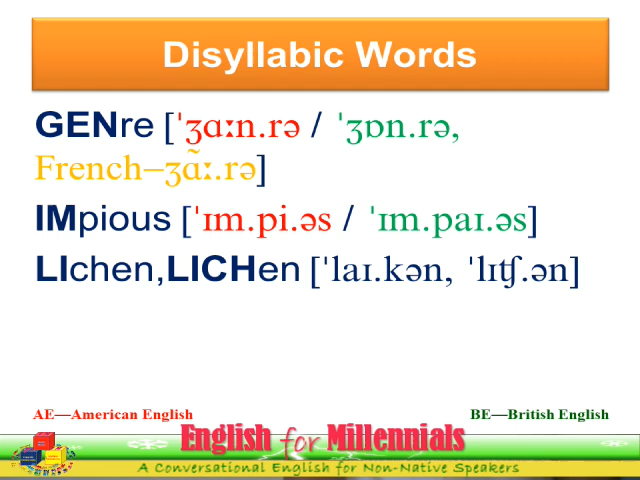 Disyllabic Words
GENre [ˈʒɑːn.rə / ˈʒɒn.rə,
French–ʒɑ̃ː.rə]
IMpious [ˈɪm.pi.əs / ˈɪm.paɪ.əs]
LIchen,LICHen [ˈlaɪ.kən, ˈlɪʧ.ən]
AE—American English
BE—British English
English for Millennials
A Conversational English for Non-Native Speakers